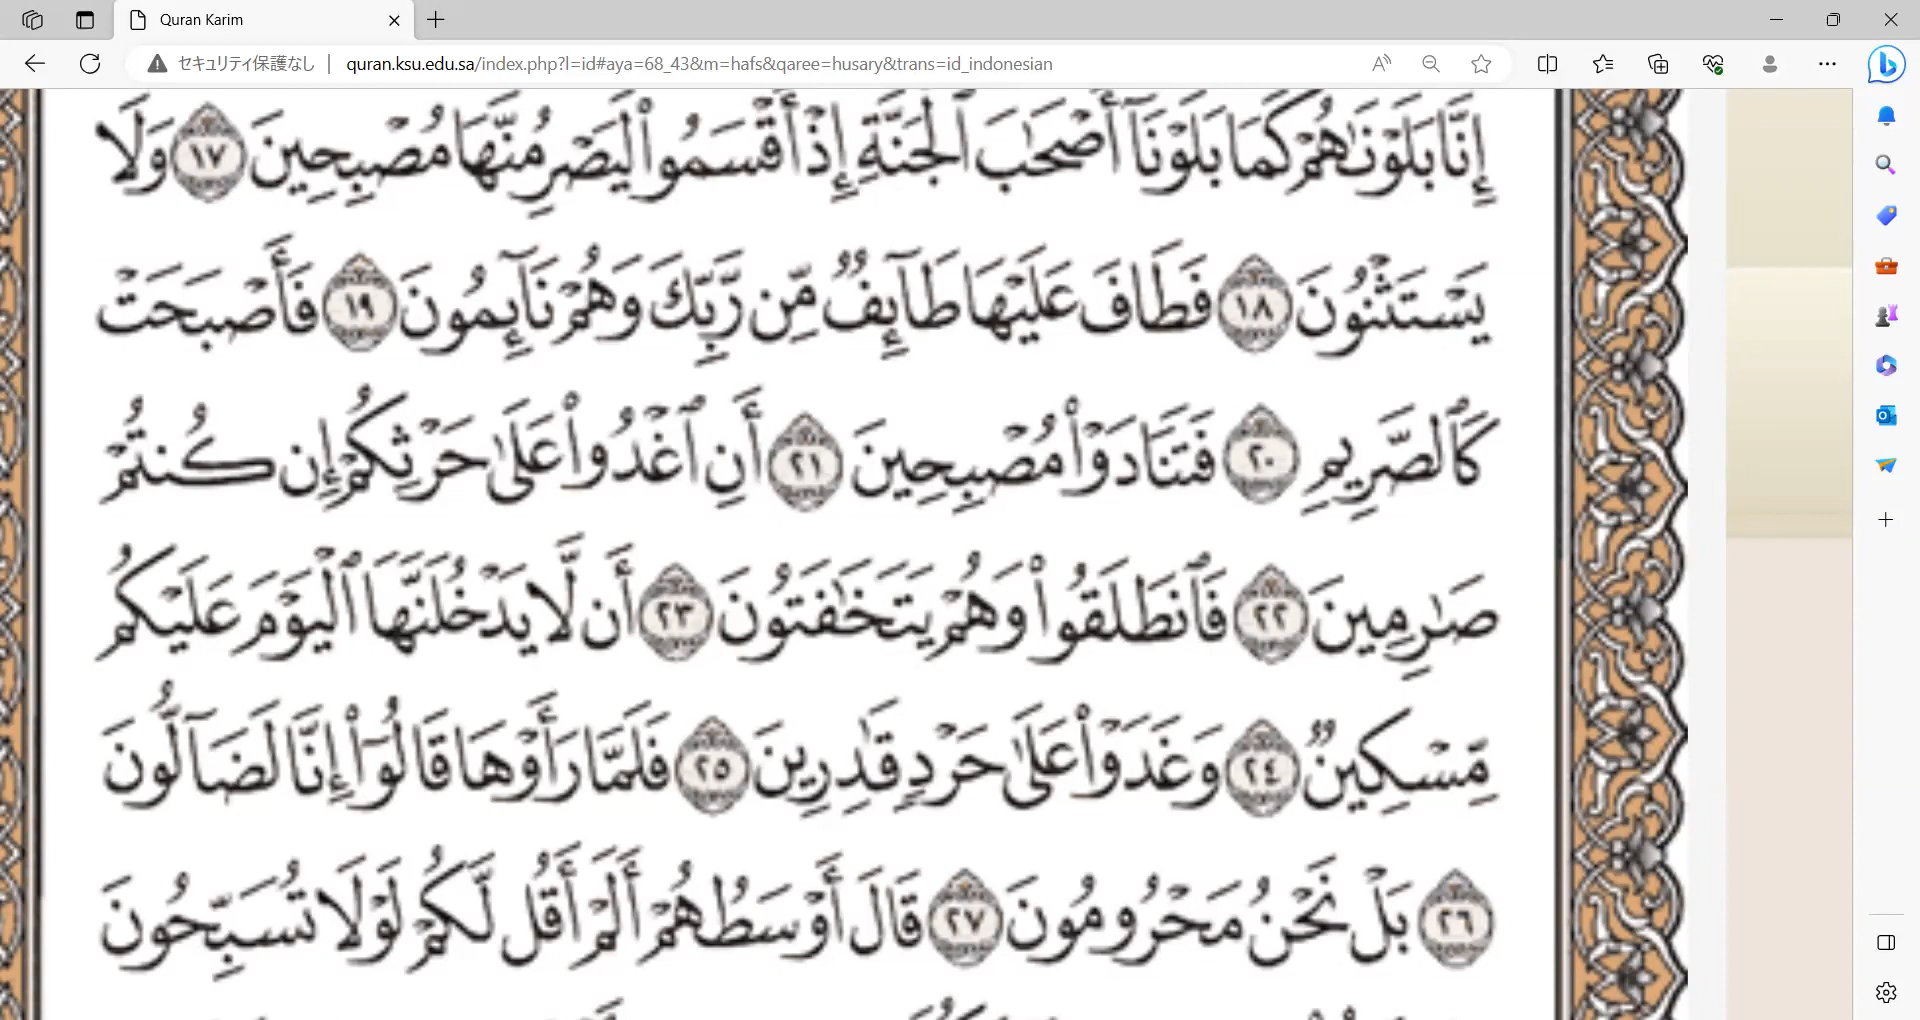 Quran Karim
セキュリティ保護なし | quran.ksu.edu.sa/index.php?l=id#aya=68_43&m=hafs&qaree=husary&trans=id_indonesian
إِنَّا بَلَوْنَٰهُمْ كَمَا بَلَوْنَآ أَصْحَٰبَ ٱلْجَنَّةِ إِذْ أَقْسَمُوا۟ لَيَصْرِمُنَّهَا مُصْبِحِينَ ١٧ وَلَا
يَسْتَثْنُونَ ١٨ فَطَافَ عَلَيْهَا طَآئِفٌ مِّن رَّبِّكَ وَهُمْ نَآئِمُونَ ١٩ فَأَصْبَحَتْ
كَٱلصَّرِيمِ ٢٠ فَتَنَادَوْا۟ مُصْبِحِينَ ٢١ أَنِ ٱغْدُوا۟ عَلَىٰ حَرْثِكُمْ إِن كُنتُمْ
صَٰرِمِينَ ٢٢ فَٱنطَلَقُوا۟ وَهُمْ يَتَخَٰفَتُونَ ٢٣ أَن لَّا يَدْخُلَنَّهَا ٱلْيَوْمَ عَلَيْكُم
مِّسْكِينٌ ٢٤ وَغَدَوْا۟ عَلَىٰ حَرْدٍ قَٰدِرِينَ ٢٥ فَلَمَّا رَأَوْهَا قَالُوٓا۟ إِنَّا لَضَآلُّونَ
٢٦ بَلْ نَحْنُ مَحْرُومُونَ ٢٧ قَالَ أَوْسَطُهُمْ أَلَمْ أَقُل لَّكُمْ لَوْلَا تُسَبِّحُونَ